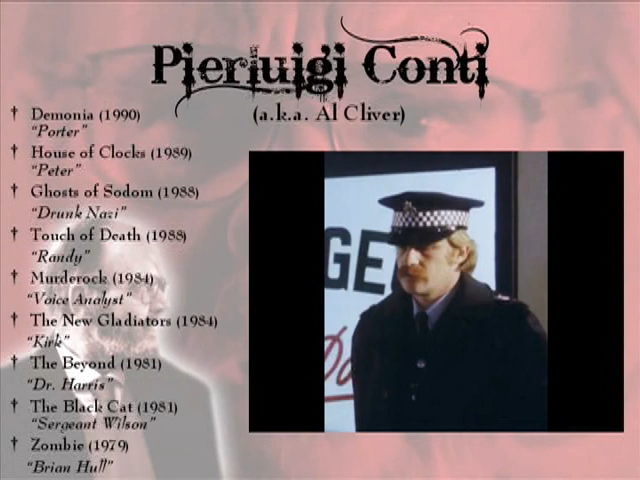 Pierluigi Conti
(a.k.a. Al Cliver)
† Demonia (1990)
"Porter"
† House of Clocks (1989)
"Peter"
† Ghosts of Sodom (1988)
"Drunk Nazi"
† Touch of Death (1988)
"Randy"
† Murderock (1984)
"Voice Analyst"
† The New Gladiators (1984)
"Kirk"
† The Beyond (1981)
"Dr. Harris"
† The Black Cat (1981)
"Sergeant Wilson"
† Zombie (1979)
"Brian Hull"
GE
Da